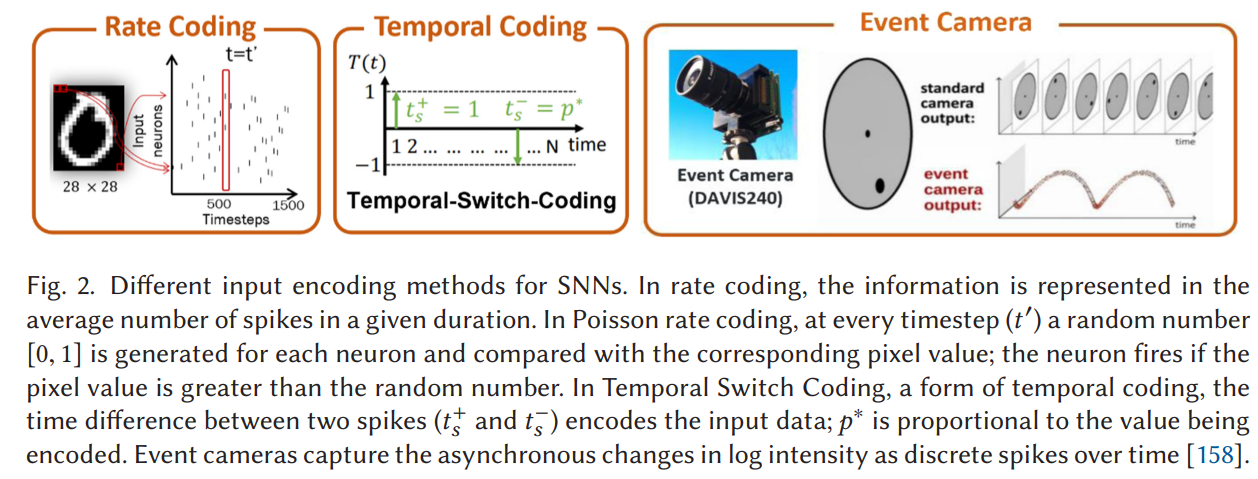 Rate Coding
t=t'
Input
neurons
28 × 28
500
1500
Timesteps
Temporal Coding
T(t)
1
t_s^+ = 1 t_s^- = p*
1 2 ... ... ... ... ... N time
−1
Temporal-Switch-Coding
Event Camera
Event Camera
(DAVIS240)
standard
camera
output:
time
event
camera
output:
time
Fig. 2. Different input encoding methods for SNNs. In rate coding, the information is represented in the
average number of spikes in a given duration. In Poisson rate coding, at every timestep (t′) a random number
[0, 1] is generated for each neuron and compared with the corresponding pixel value; the neuron fires if the
pixel value is greater than the random number. In Temporal Switch Coding, a form of temporal coding, the
time difference between two spikes (t_s^+ and t_s^-) encodes the input data; p* is proportional to the value being
encoded. Event cameras capture the asynchronous changes in log intensity as discrete spikes over time [158].